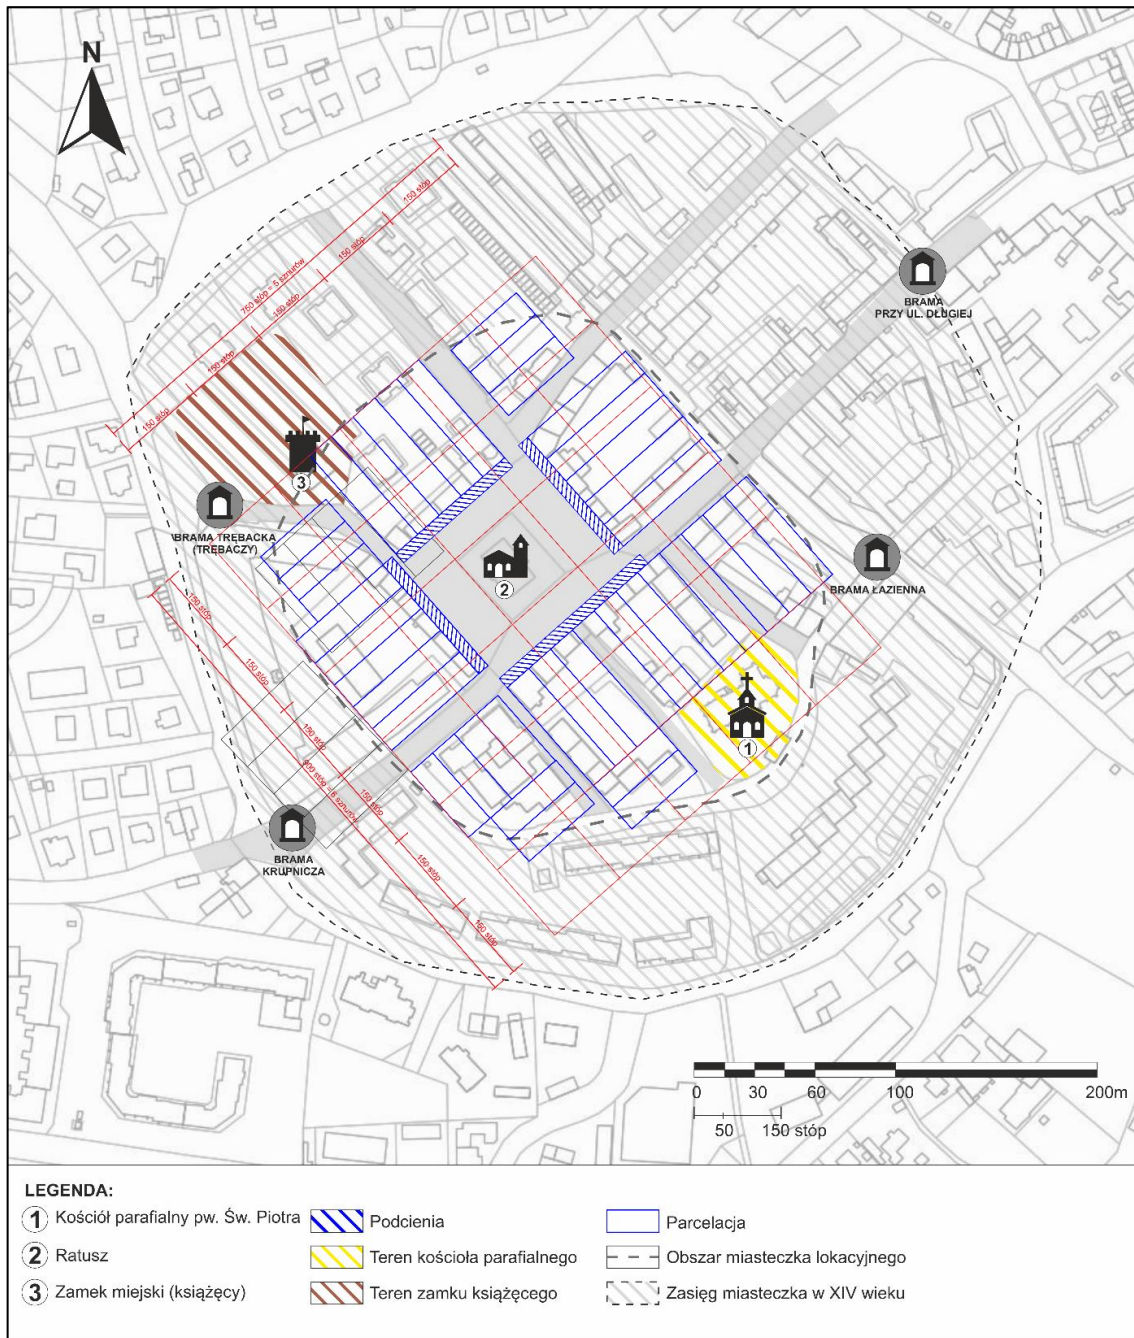 N
150 stóp
750 stóp = 5 sznurów
150 stóp
150 stóp
150 stóp
150 stóp
BRAMA
PRZY UL. DŁUGIEJ
3
BRAMA TRĘBACKA
(TRĘBACZY)
2
BRAMA ŁAZIENNA
150 stóp
150 stóp
150 stóp
900 stóp = 6 sznurów
150 stóp
150 stóp
150 stóp
1
BRAMA
KRUPNICZA
0 30 60 100 200m
50 150 stóp
LEGENDA:
1 Kościół parafialny pw. Św. Piotra
2 Ratusz
3 Zamek miejski (książęcy)
Podcienia
Teren kościoła parafialnego
Teren zamku książęcego
Parcelacja
Obszar miasteczka lokacyjnego
Zasięg miasteczka w XIV wieku